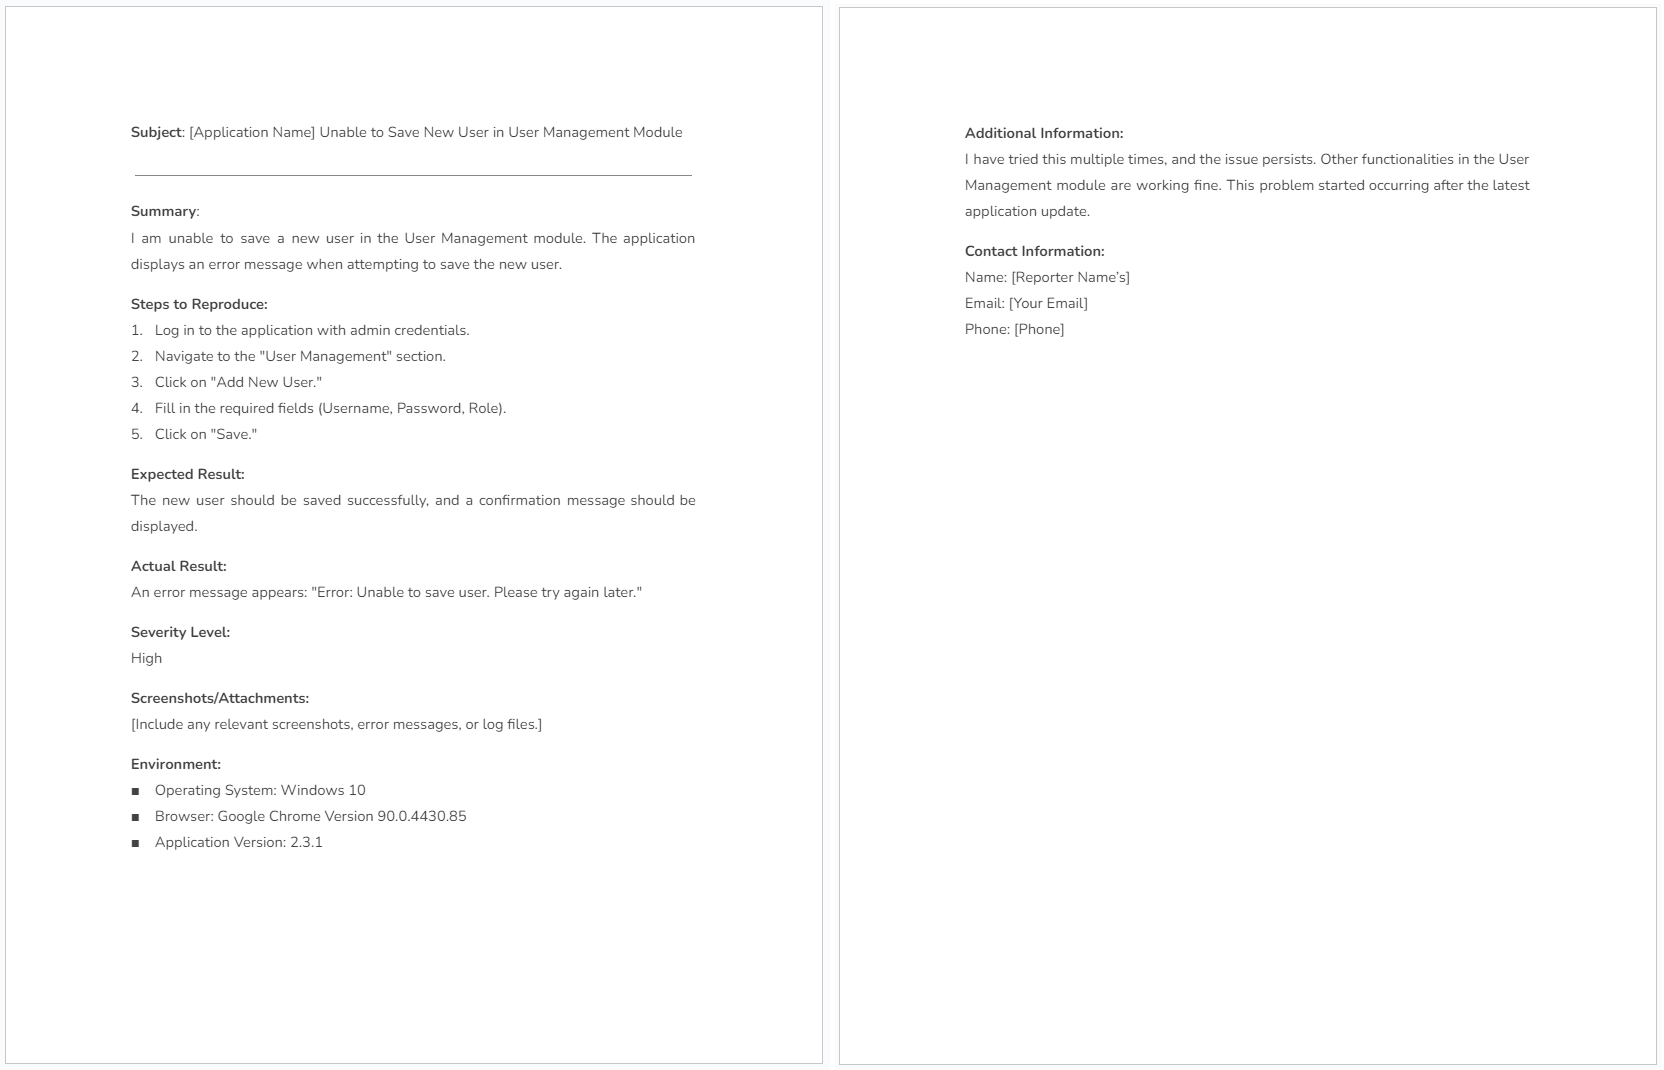 Subject: [Application Name] Unable to Save New User in User Management Module
Summary:
I am unable to save a new user in the User Management module. The application
displays an error message when attempting to save the new user.
Steps to Reproduce:
1. Log in to the application with admin credentials.
2. Navigate to the "User Management" section.
3. Click on "Add New User."
4. Fill in the required fields (Username, Password, Role).
5. Click on "Save."
Expected Result:
The new user should be saved successfully, and a confirmation message should be
displayed.
Actual Result:
An error message appears: "Error: Unable to save user. Please try again later."
Severity Level:
High
Screenshots/Attachments:
[Include any relevant screenshots, error messages, or log files.]
Environment:
▪ Operating System: Windows 10
▪ Browser: Google Chrome Version 90.0.4430.85
▪ Application Version: 2.3.1
Additional Information:
I have tried this multiple times, and the issue persists. Other functionalities in the User
Management module are working fine. This problem started occurring after the latest
application update.
Contact Information:
Name: [Reporter Name’s]
Email: [Your Email]
Phone: [Phone]